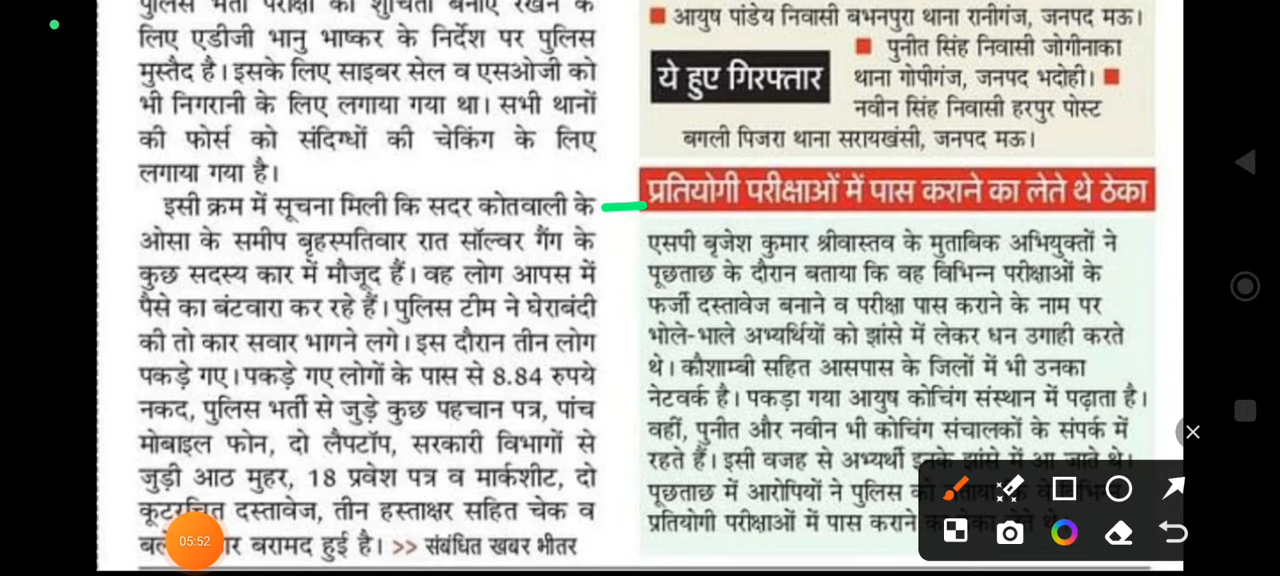 पुलिस भर्ती परीक्षा की शुचिता बनाए रखने के
लिए एडीजी भानु भाष्कर के निर्देश पर पुलिस
मुस्तैद है। इसके लिए साइबर सेल व एसओजी को
भी निगरानी के लिए लगाया गया था। सभी थानों
की फोर्स को संदिग्धों की चेकिंग के लिए
लगाया गया है।
इसी क्रम में सूचना मिली कि सदर कोतवाली के
ओसा के समीप बृहस्पतिवार रात सॉल्वर गैंग के
कुछ सदस्य कार में मौजूद हैं। वह लोग आपस में
पैसे का बंटवारा कर रहे हैं। पुलिस टीम ने घेराबंदी
की तो कार सवार भागने लगे। इस दौरान तीन लोग
पकड़े गए। पकड़े गए लोगों के पास से 8.84 रुपये
नकद, पुलिस भर्ती से जुड़े कुछ पहचान पत्र, पांच
मोबाइल फोन, दो लैपटॉप, सरकारी विभागों से
जुड़ी आठ मुहर, 18 प्रवेश पत्र व मार्कशीट, दो
कूटरचित दस्तावेज, तीन हस्ताक्षर सहित चेक व
बरामद हुई है। >> संबंधित खबर भीतर
■ आयुष पांडेय निवासी बभनपुरा थाना रानीगंज, जनपद मऊ।
ये हुए गिरफ्तार
■ पुनीत सिंह निवासी जोगीनाका
थाना गोपीगंज, जनपद भदोही। ■
नवीन सिंह निवासी हरपुर पोस्ट
बगली पिजरा थाना सरायखंसी, जनपद मऊ।
प्रतियोगी परीक्षाओं में पास कराने का लेते थे ठेका
एसपी बृजेश कुमार श्रीवास्तव के मुताबिक अभियुक्तों ने
पूछताछ के दौरान बताया कि वह विभिन्न परीक्षाओं के
फर्जी दस्तावेज बनाने व परीक्षा पास कराने के नाम पर
भोले-भाले अभ्यर्थियों को झांसे में लेकर धन उगाही करते
थे। कौशाम्बी सहित आसपास के जिलों में भी उनका
नेटवर्क है। पकड़ा गया आयुष कोचिंग संस्थान में पढ़ाता है।
वहीं, पुनीत और नवीन भी कोचिंग संचालकों के संपर्क में
रहते हैं। इसी वजह से अभ्यर्थी इनके झांसे में आ जाते थे।
पूछताछ में आरोपियों ने पुलिस को बताया कि वे विभिन्न
प्रतियोगी परीक्षाओं में पास कराने का ठेका लेते थे।
05:52